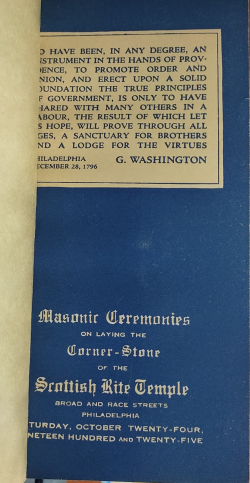 O HAVE BEEN, IN ANY DEGREE, AN
NSTRUMENT IN THE HANDS OF PROV-
DENCE, TO PROMOTE ORDER AND
NION, AND ERECT UPON A SOLID
OUNDATION THE TRUE PRINCIPLES
F GOVERNMENT, IS ONLY TO HAVE
HARED WITH MANY OTHERS IN A
ABOUR, THE RESULT OF WHICH LET
S HOPE, WILL PROVE THROUGH ALL
GES, A SANCTUARY FOR BROTHERS
ND A LODGE FOR THE VIRTUES
HILADELPHIA G. WASHINGTON
ECEMBER 28, 1796
Masonic Ceremonies
ON LAYING THE
Corner-Stone
OF THE
Scottish Rite Temple
BROAD AND RACE STREETS
PHILADELPHIA
TURDAY, OCTOBER TWENTY-FOUR,
NETEEN HUNDRED AND TWENTY-FIVE